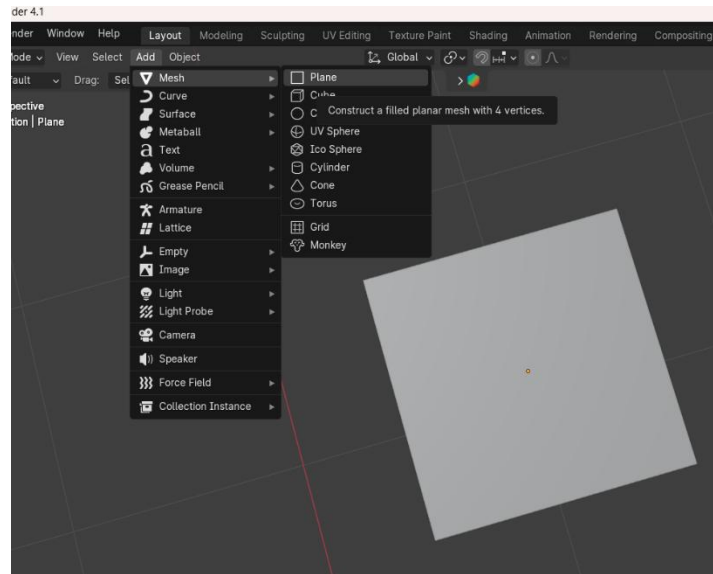 der 4.1
nder Window Help Layout Modeling Sculpting UV Editing Texture Paint Shading Animation Rendering Compositing
Mode View Select Add Object Global
ault Drag: Sel
pective
tion | Plane
Mesh
Curve
Surface
Metaball
Text
Volume
Grease Pencil
Armature
Lattice
Empty
Image
Light
Light Probe
Camera
Speaker
Force Field
Collection Instance
Plane
Cube
C
Construct a filled planar mesh with 4 vertices.
UV Sphere
Ico Sphere
Cylinder
Cone
Torus
Grid
Monkey